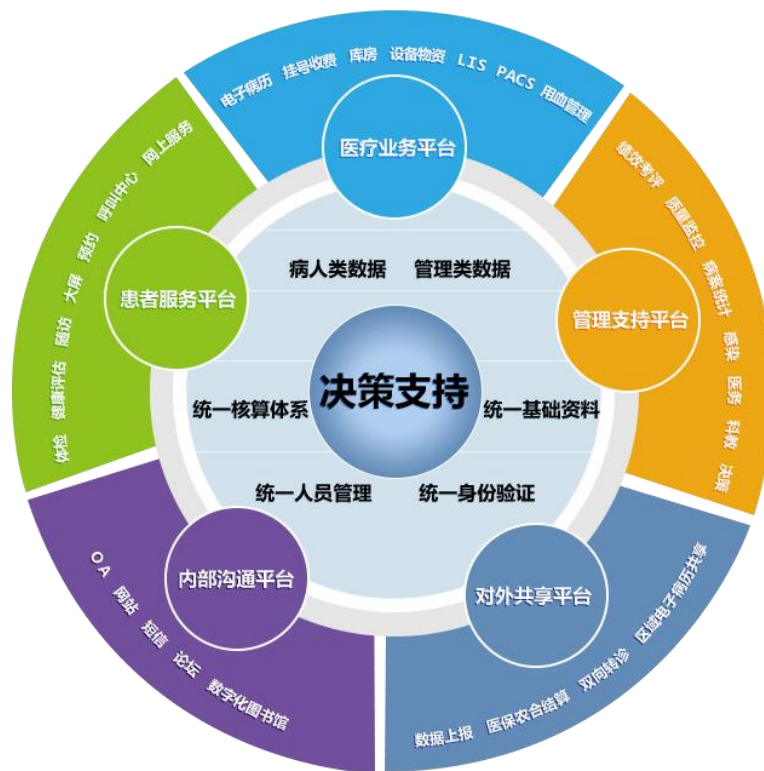 电子病历 挂号收费 库房 设备物资 LIS PACS 用血管理
医疗业务平台
绩效考评 质量监控 病案统计 感染 医务 科教 决策
管理支持平台
区域电子病历共享
双向转诊
医保农合结算
数据上报
对外共享平台
OA 网站 短信 论坛 数字化图书馆
内部沟通平台
体检 健康评估 随访 大屏 预约 呼叫中心 网上服务
患者服务平台
病人类数据 管理类数据
决策支持
统一核算体系 统一基础资料
统一人员管理 统一身份验证